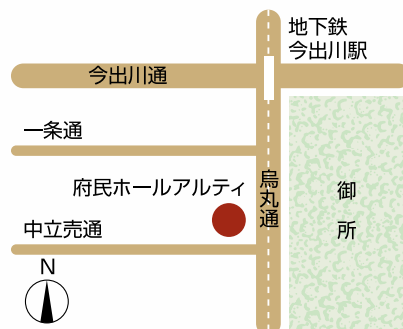 地下鉄
今出川駅
今出川通
一条通
府民ホールアルティ
烏丸通
御所
中立売通
N